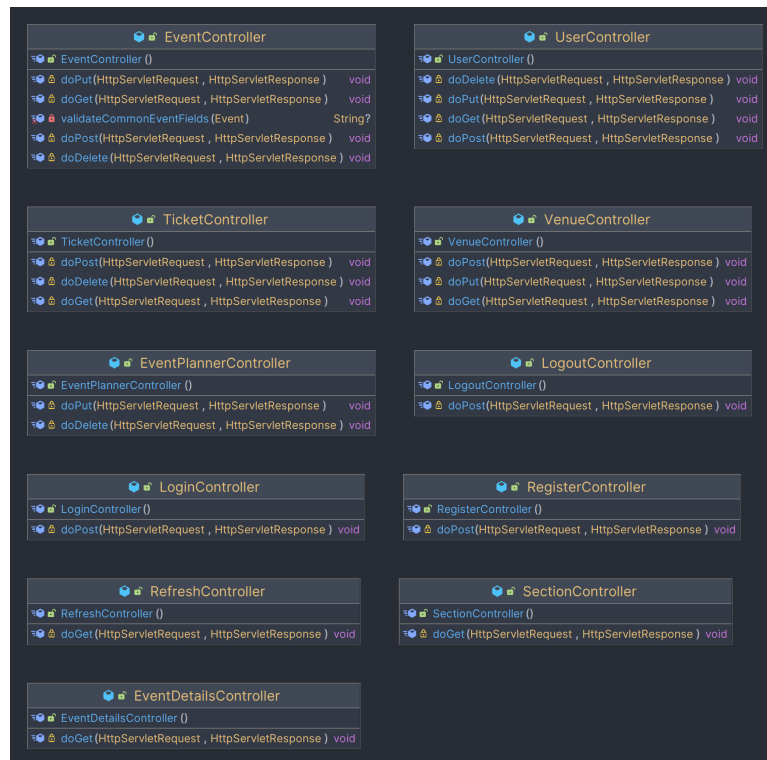 EventController
EventController()
doPut(HttpServletRequest , HttpServletResponse ) void
doGet(HttpServletRequest , HttpServletResponse ) void
validateCommonEventFields(Event) String?
doPost(HttpServletRequest , HttpServletResponse ) void
doDelete(HttpServletRequest , HttpServletResponse ) void
UserController
UserController()
doDelete(HttpServletRequest , HttpServletResponse ) void
doPut(HttpServletRequest , HttpServletResponse ) void
doGet(HttpServletRequest , HttpServletResponse ) void
doPost(HttpServletRequest , HttpServletResponse ) void
TicketController
TicketController()
doPost(HttpServletRequest , HttpServletResponse ) void
doDelete(HttpServletRequest , HttpServletResponse ) void
doGet(HttpServletRequest , HttpServletResponse ) void
VenueController
VenueController ()
doPost(HttpServletRequest , HttpServletResponse ) void
doPut(HttpServletRequest , HttpServletResponse ) void
doGet(HttpServletRequest , HttpServletResponse ) void
EventPlannerController
EventPlannerController ()
doPut(HttpServletRequest , HttpServletResponse ) void
doDelete(HttpServletRequest , HttpServletResponse ) void
LogoutController
LogoutController()
doPost(HttpServletRequest , HttpServletResponse ) void
LoginController
LoginController()
doPost(HttpServletRequest , HttpServletResponse ) void
RegisterController
RegisterController()
doPost(HttpServletRequest , HttpServletResponse ) void
RefreshController
RefreshController()
doGet(HttpServletRequest , HttpServletResponse ) void
SectionController
SectionController()
doGet(HttpServletRequest , HttpServletResponse ) void
EventDetailsController
EventDetailsController ()
doGet(HttpServletRequest , HttpServletResponse ) void